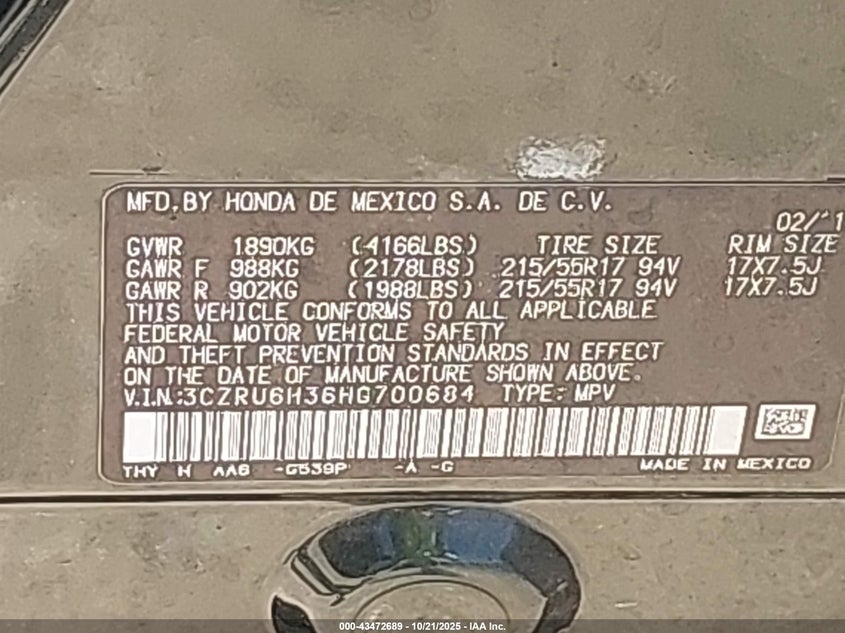 MFD.BY HONDA DE MEXICO S.A. DE C.V.
GVWR 1890KG (4166LBS) TIRE SIZE RIM SIZE
GAWR F 988KG (2178LBS) 215/55R17 94V 17X7.5J
GAWR R 902KG (1988LBS) 215/55R17 94V 17X7.5J
THIS VEHICLE CONFORMS TO ALL APPLICABLE
FEDERAL MOTOR VEHICLE SAFETY
AND THEFT PREVENTION STANDARDS IN EFFECT
ON THE DATE OF MANUFACTURE SHOWN ABOVE.
V.I.N.:3CZRU6H36HG700684 TYPE: MPV
THY H AA6 -G539P -A -G MADE IN MEXICO
000-43472689 - 10/21/2025 - IAA Inc.